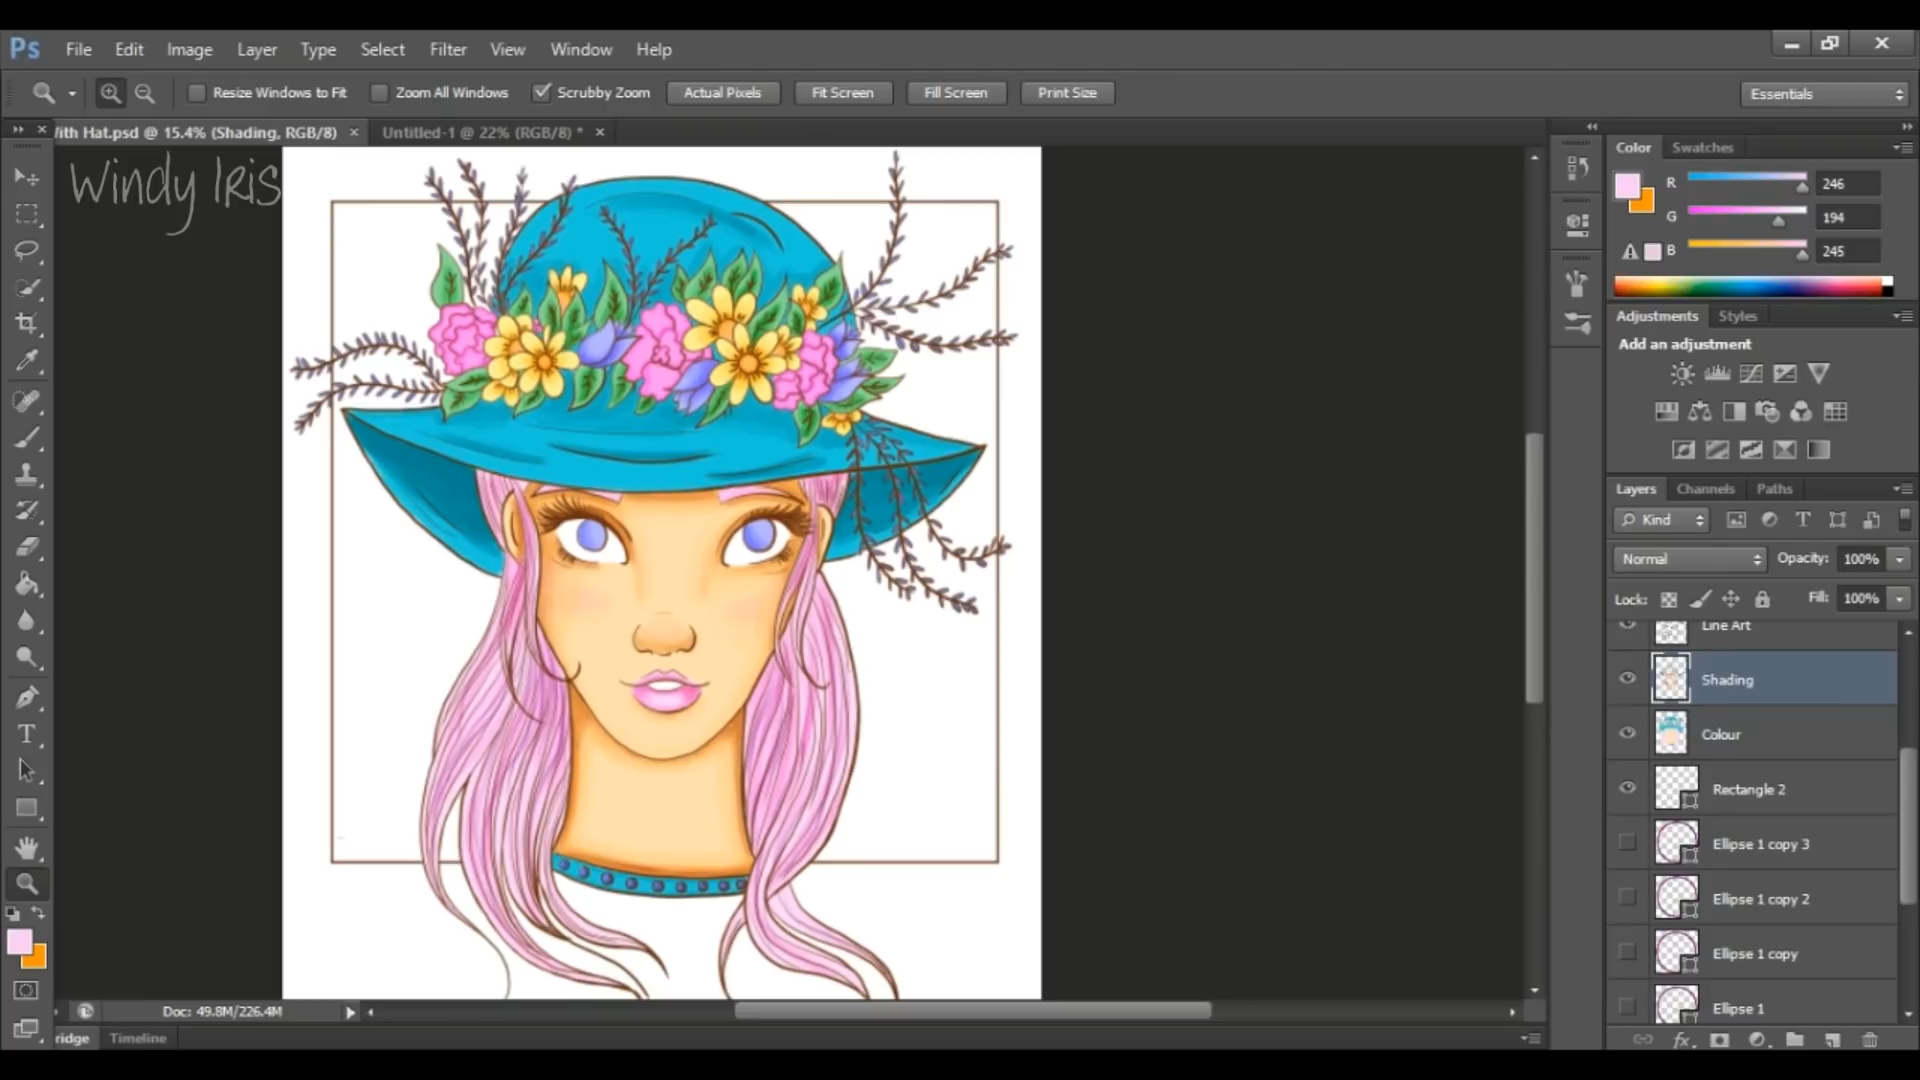 Ps File Edit Image Layer Type Select Filter View Window Help
Resize Windows to Fit Zoom All Windows Scrubby Zoom Actual Pixels Fit Screen Fill Screen Print Size Essentials
ith Hat.psd @ 15.4% (Shading, RGB/8) × Untitled-1 @ 22% (RGB/8) * ×
Windy Iris
Color Swatches
R 246
G 194
B 245
Adjustments Styles
Add an adjustment
Layers Channels Paths
Kind
Normal Opacity: 100%
Lock: Fill: 100%
Line Art
Shading
Colour
Rectangle 2
Ellipse 1 copy 3
Ellipse 1 copy 2
Ellipse 1 copy
Ellipse 1
fx
Doc: 49.8M/226.4M
ridge Timeline